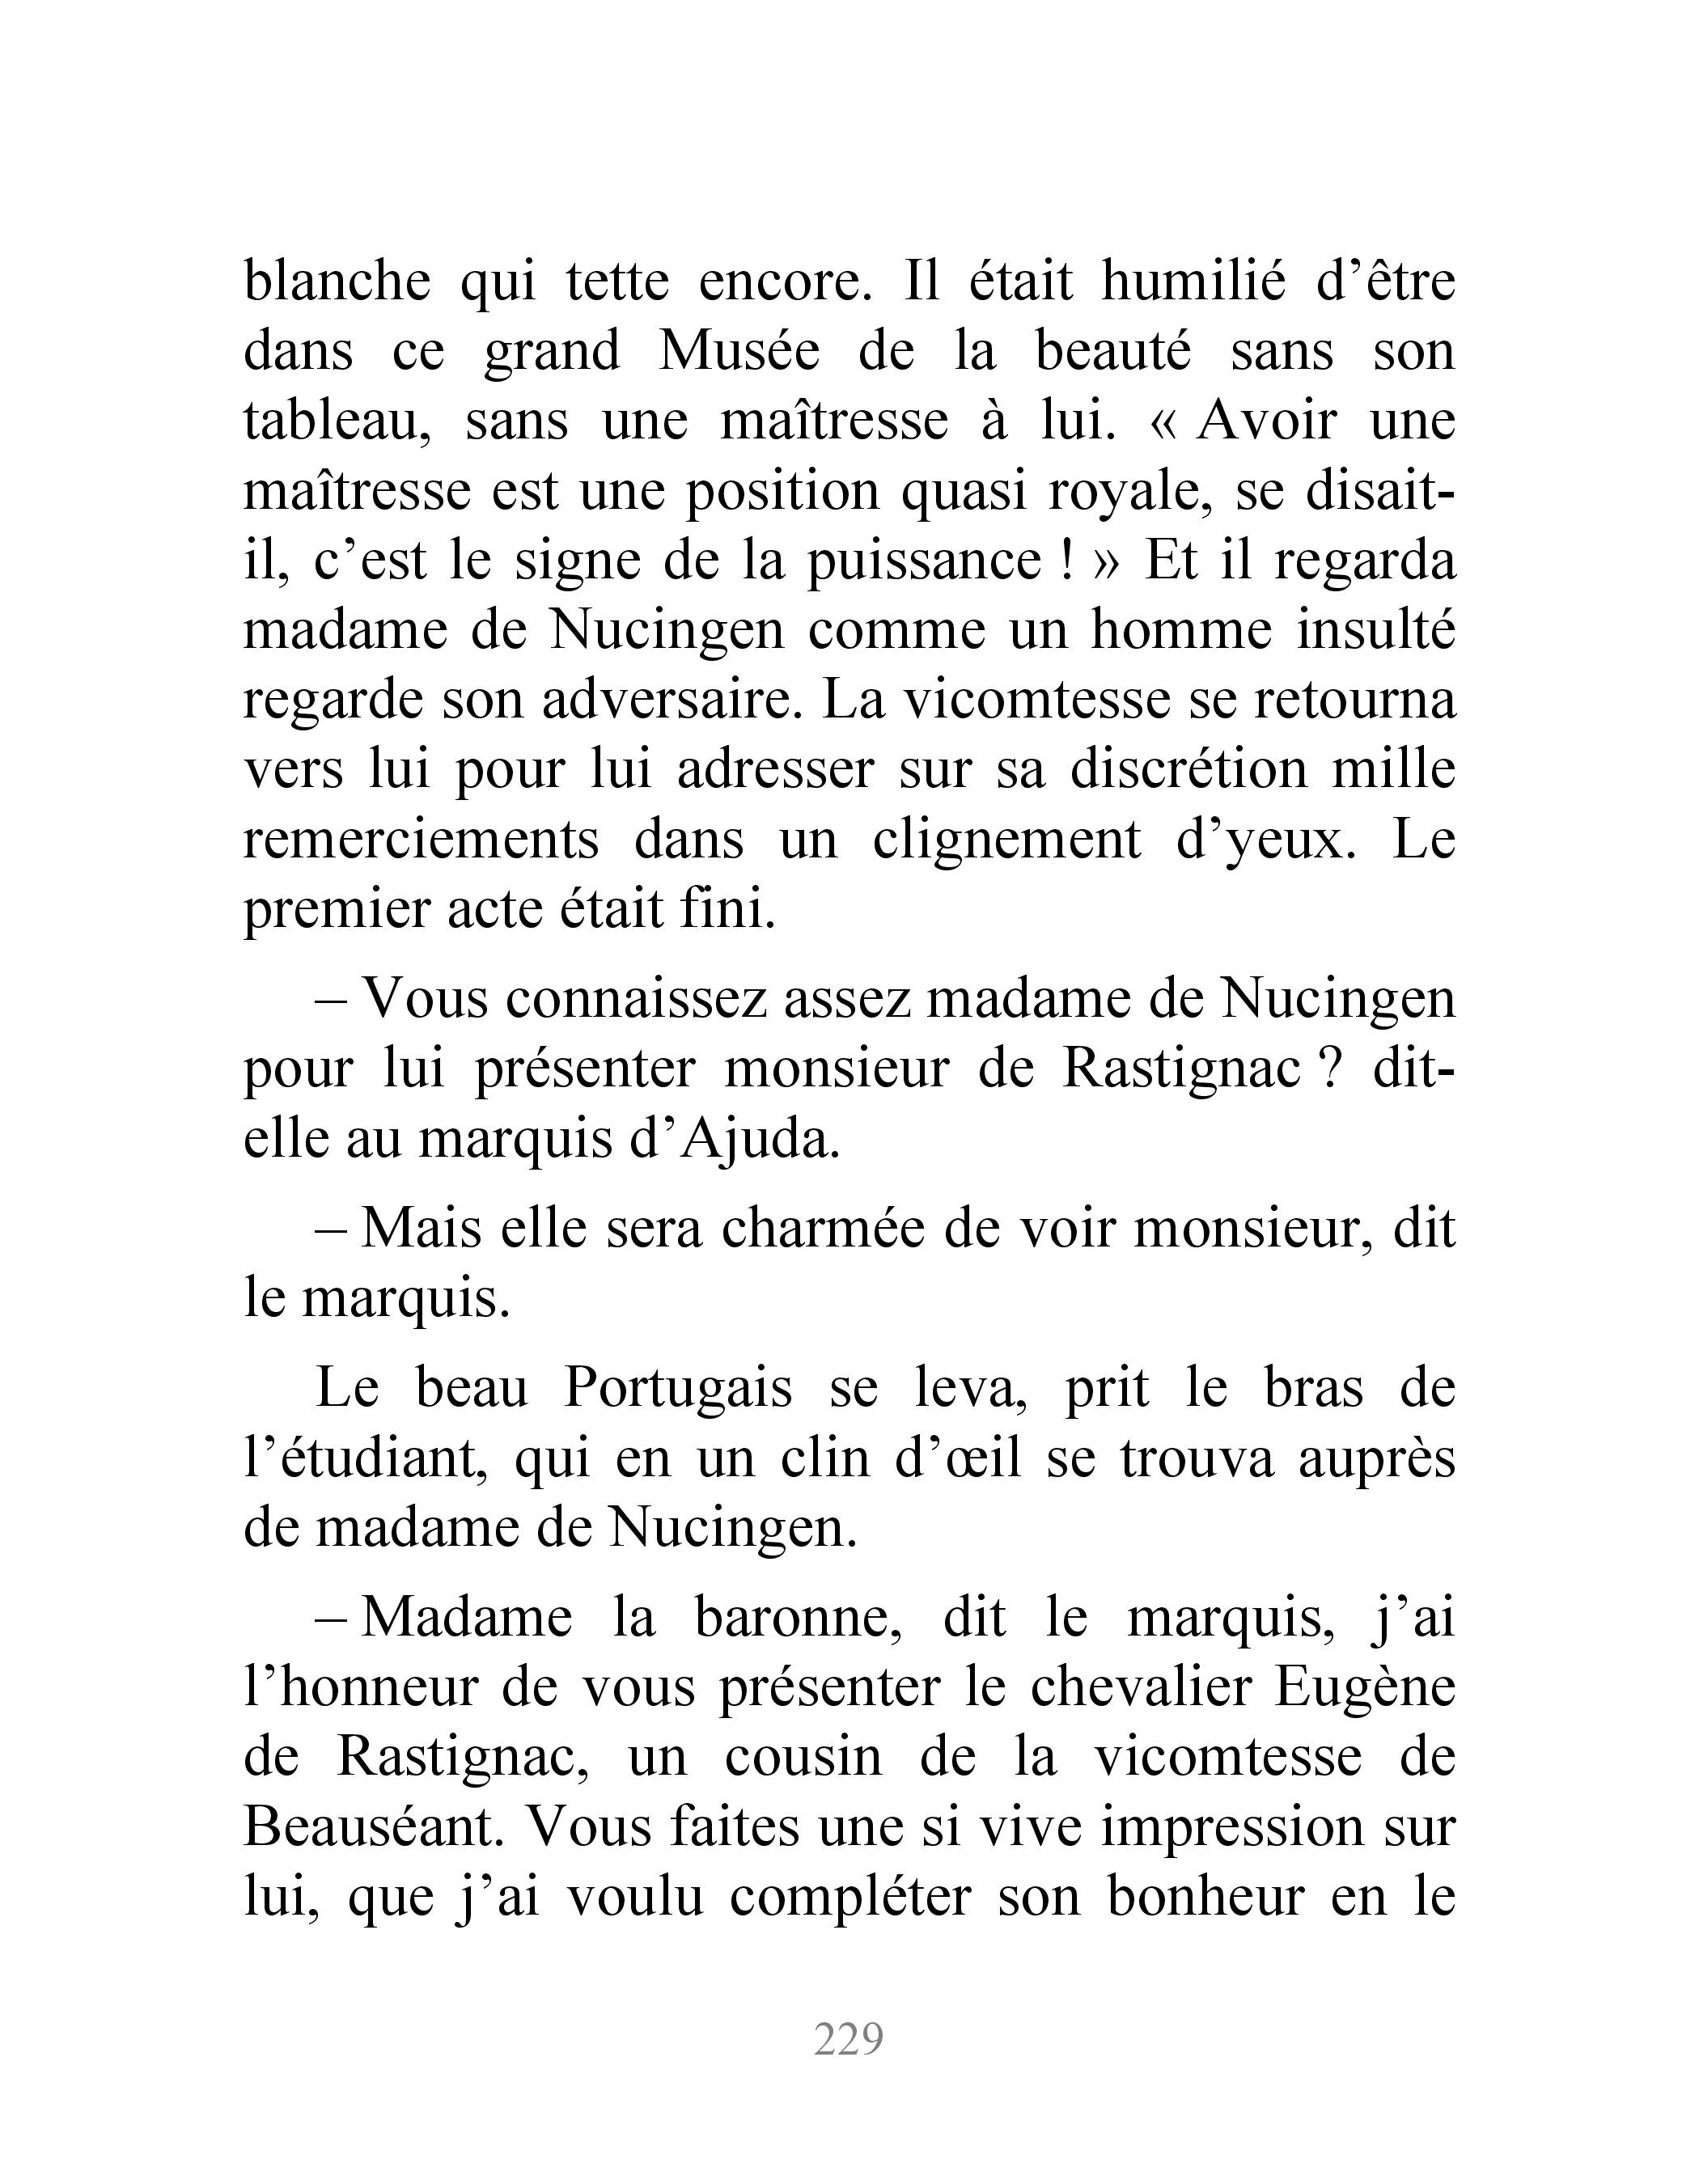 blanche qui tette encore. Il était humilié d’être
dans ce grand Musée de la beauté sans son
tableau, sans une maîtresse à lui. « Avoir une
maîtresse est une position quasi royale, se disait-
il, c’est le signe de la puissance ! » Et il regarda
madame de Nucingen comme un homme insulté
regarde son adversaire. La vicomtesse se retourna
vers lui pour lui adresser sur sa discrétion mille
remerciements dans un clignement d’yeux. Le
premier acte était fini.
– Vous connaissez assez madame de Nucingen
pour lui présenter monsieur de Rastignac ? dit-
elle au marquis d’Ajuda.
– Mais elle sera charmée de voir monsieur, dit
le marquis.
Le beau Portugais se leva, prit le bras de
l’étudiant, qui en un clin d’œil se trouva auprès
de madame de Nucingen.
– Madame la baronne, dit le marquis, j’ai
l’honneur de vous présenter le chevalier Eugène
de Rastignac, un cousin de la vicomtesse de
Beauséant. Vous faites une si vive impression sur
lui, que j’ai voulu compléter son bonheur en le
229